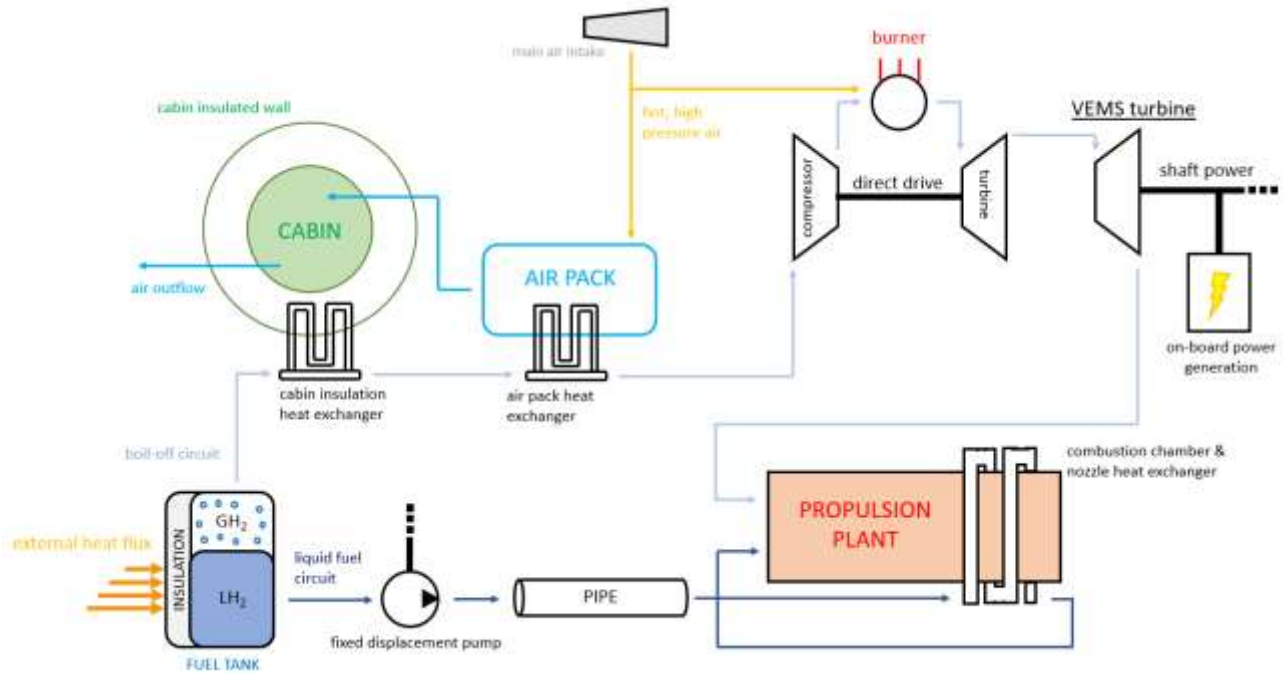 main air intake
burner
cabin insulated wall
hot, high
pressure air
VEMS turbine
compressor
direct drive
turbine
shaft power
CABIN
AIR PACK
air outflow
on-board power
generation
cabin insulation
heat exchanger
air pack heat
exchanger
boil-off circuit
combustion chamber &
nozzle heat exchanger
GH2
PROPULSION
PLANT
external heat flux
INSULATION
liquid fuel
circuit
LH2
PIPE
fixed displacement pump
FUEL TANK